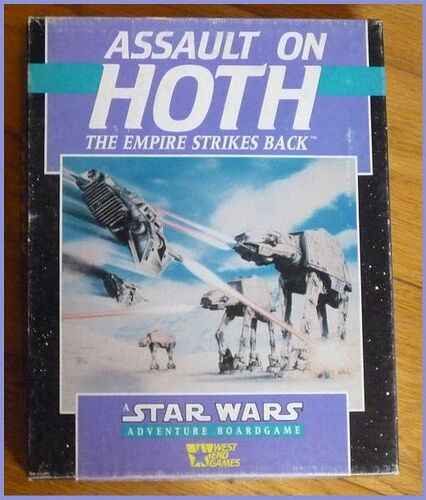 ASSAULT ON
HOTH
THE EMPIRE STRIKES BACK™
A
STAR WARS
ADVENTURE BOARDGAME
WEST
END
GAMES